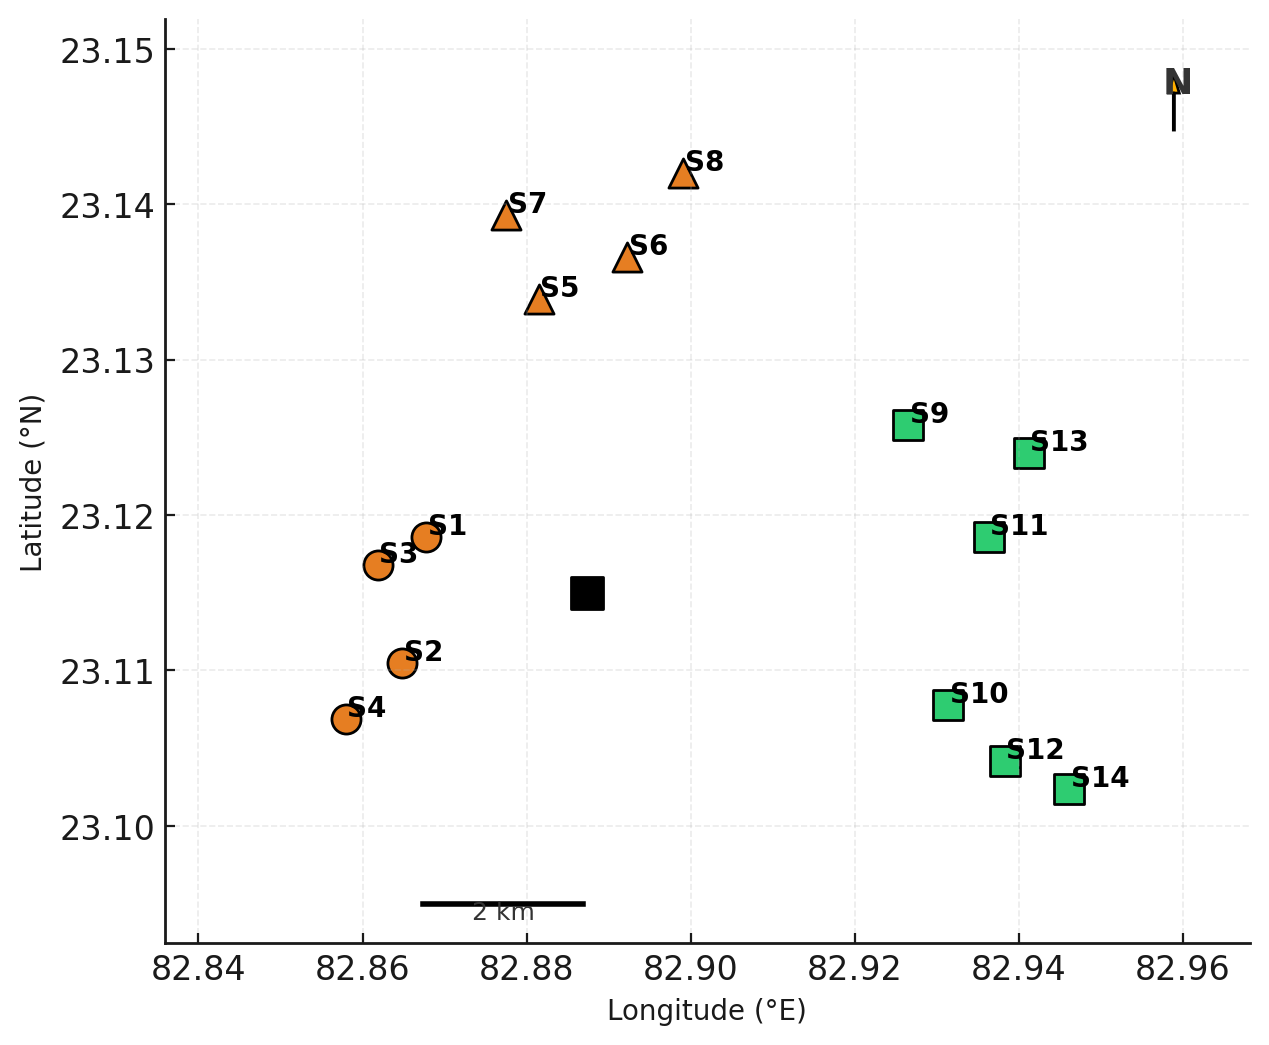 23.15
N
S8
S7
23.14
S6
S5
23.13
S9
S13
23.12
S1
S11
S3
S2
23.11
S4
S10
S12
S14
23.10
2 km
82.84 82.86 82.88 82.90 82.92 82.94 82.96
Longitude (°E)
Latitude (°N)